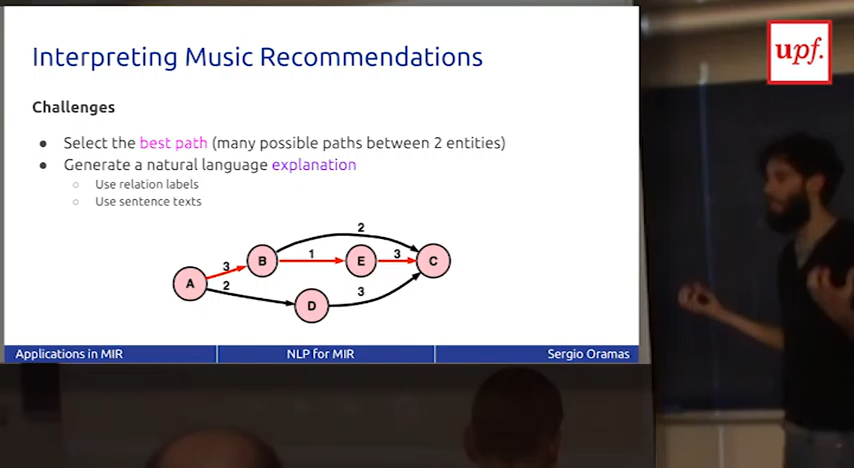 Interpreting Music Recommendations
upf.
Challenges
● Select the best path (many possible paths between 2 entities)
● Generate a natural language explanation
○ Use relation labels
○ Use sentence texts
2
B 1 E 3 C
3
A
2
D 3
Applications in MIR NLP for MIR Sergio Oramas